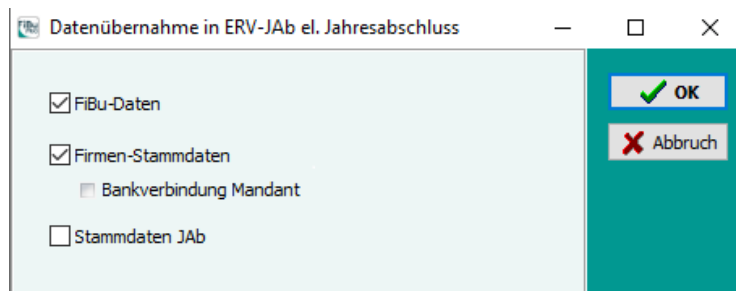 Datenübernahme in ERV-JAb el. Jahresabschluss
FiBu-Daten
Firmen-Stammdaten
Bankverbindung Mandant
Stammdaten JAb
OK
Abbruch